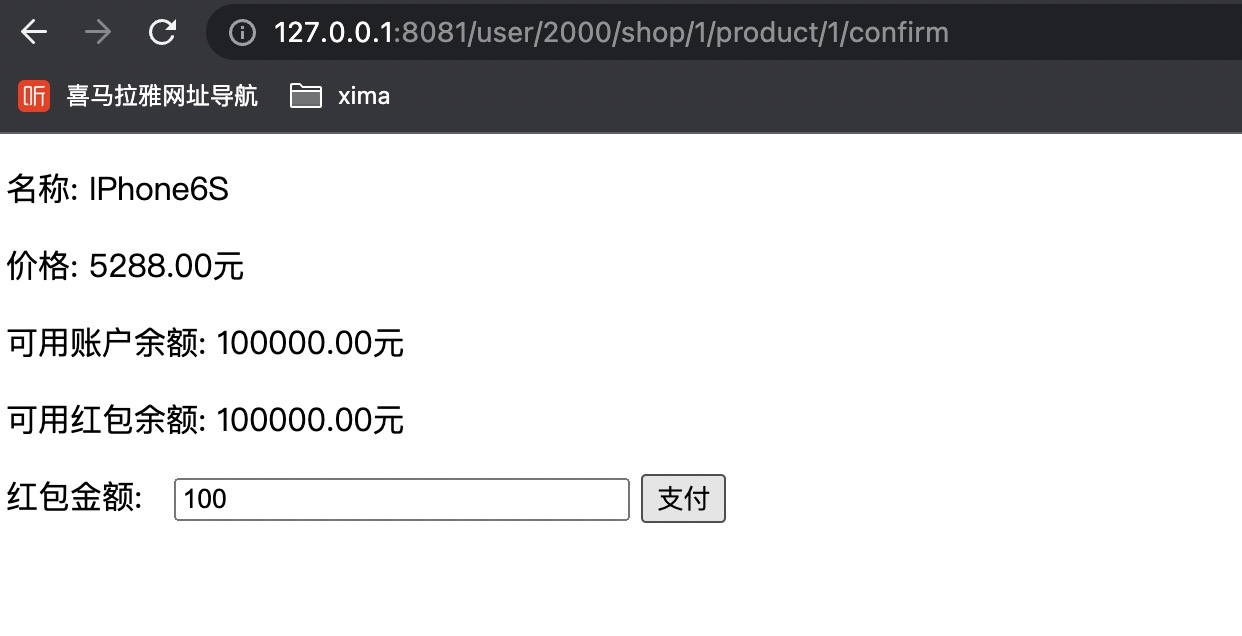 127.0.0.1:8081/user/2000/shop/1/product/1/confirm
听 喜马拉雅网址导航 xima
名称: IPhone6S
价格: 5288.00元
可用账户余额: 100000.00元
可用红包余额: 100000.00元
红包金额: 100 支付